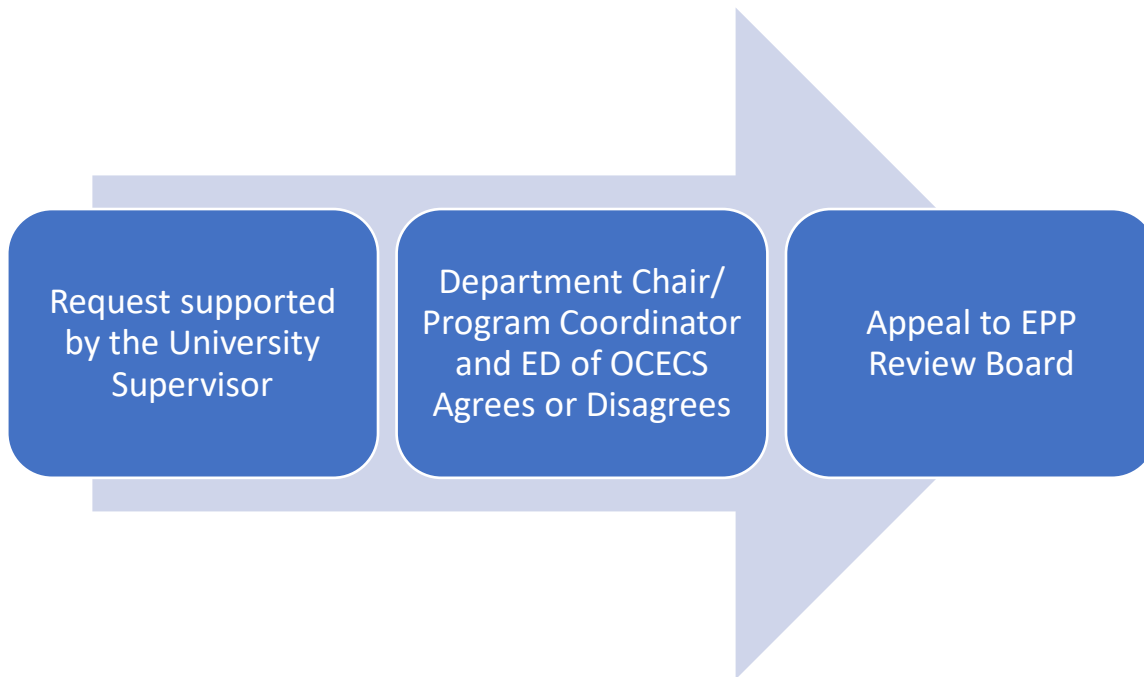 Request supported
by the University
Supervisor
Department Chair/
Program Coordinator
and ED of OCECS
Agrees or Disagrees
Appeal to EPP
Review Board